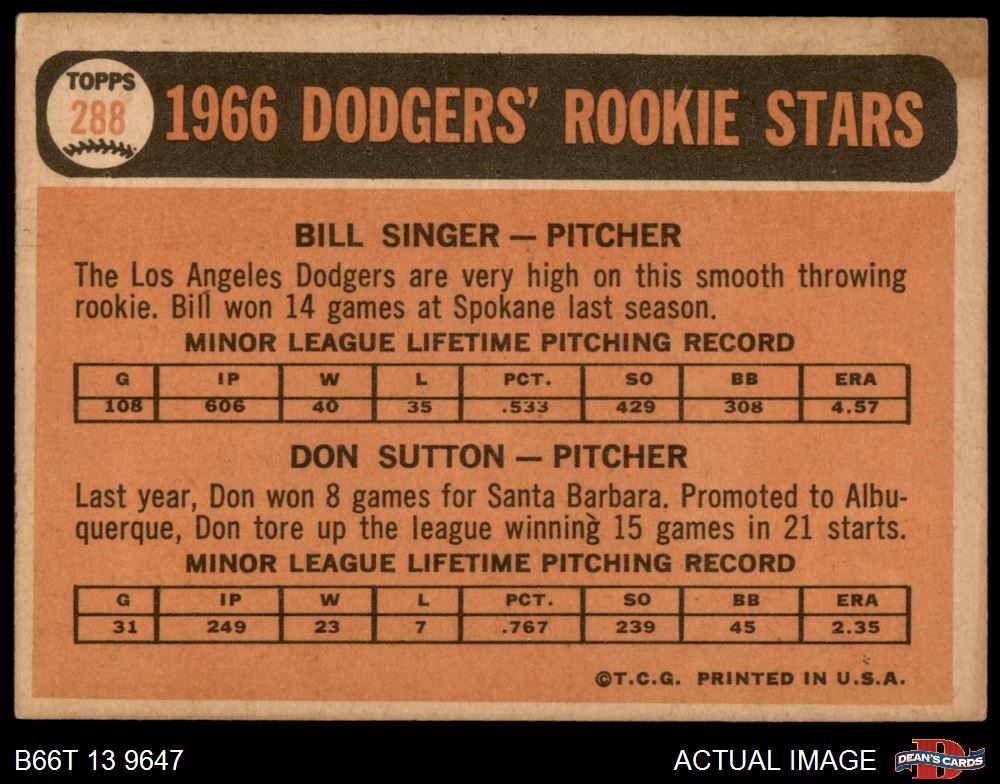 TOPPS
288
1966 DODGERS' ROOKIE STARS
BILL SINGER — PITCHER
The Los Angeles Dodgers are very high on this smooth throwing
rookie. Bill won 14 games at Spokane last season.
MINOR LEAGUE LIFETIME PITCHING RECORD
G IP W L PCT. SO BB ERA
108 606 40 35 .533 429 308 4.57
DON SUTTON — PITCHER
Last year, Don won 8 games for Santa Barbara. Promoted to Albu-
querque, Don tore up the league winning 15 games in 21 starts.
MINOR LEAGUE LIFETIME PITCHING RECORD
G IP W L PCT. SO BB ERA
31 249 23 7 .767 239 45 2.35
©T.C.G. PRINTED IN U.S.A.
B66T 13 9647 ACTUAL IMAGE
D
DEAN'S CARDS